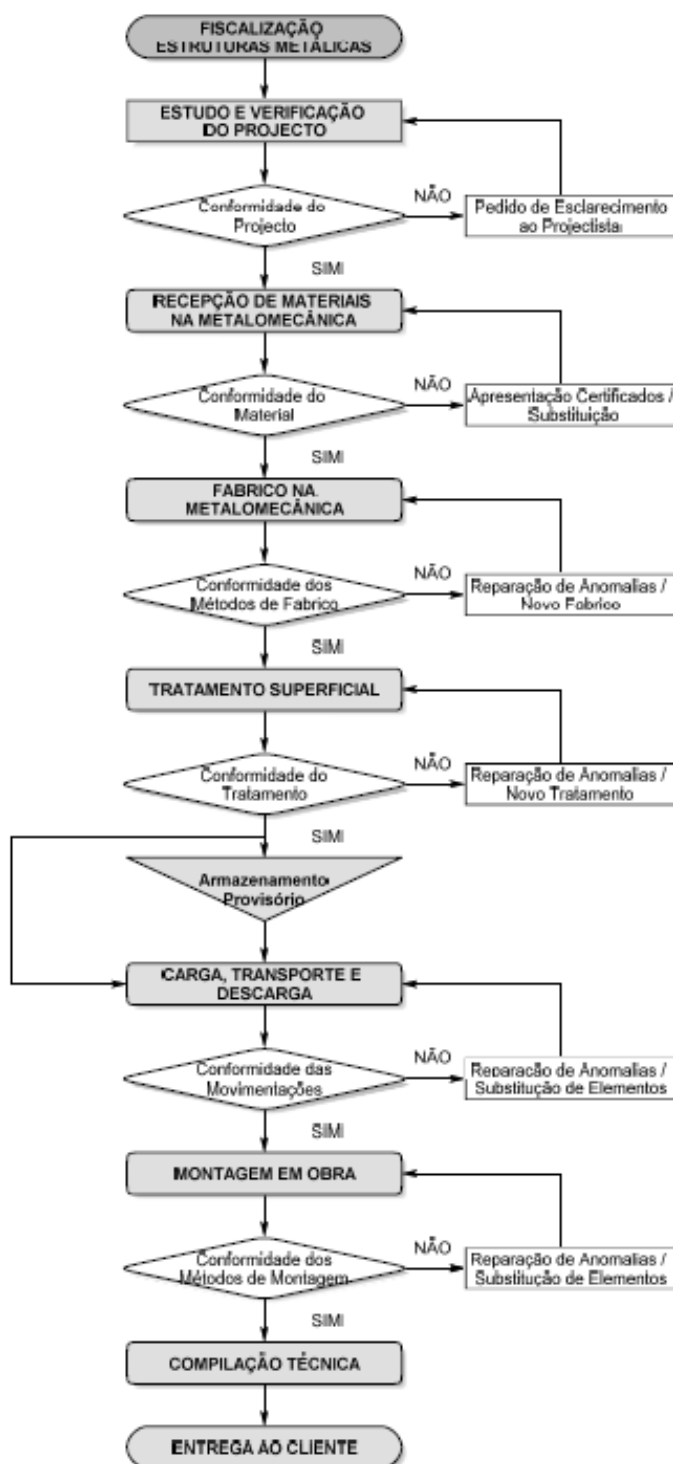 FISCALIZAÇÃO
ESTRUTURAS METÁLICAS
ESTUDO E VERIFICAÇÃO
DO PROJECTO
Conformidade do
Projecto
NÃO
Pedido de Esclarecimento
ao Projectista
SIM
RECEPÇÃO DE MATERIAIS
NA METALOMECÂNICA
Conformidade do
Material
NÃO
Apresentação Certificados /
Substituição
SIM
FABRICO NA
METALOMECÂNICA
Conformidade dos
Métodos de Fabrico
NÃO
Reparação de Anomalias /
Novo Fabrico
SIM
TRATAMENTO SUPERFICIAL
Conformidade do
Tratamento
NÃO
Reparação de Anomalias /
Novo Tratamento
SIM
Armazenamento
Provisório
CARGA, TRANSPORTE E
DESCARGA
Conformidade das
Movimentações
NÃO
Reparação de Anomalias /
Substitução de Elementos
SIM
MONTAGEM EM OBRA
Conformidade dos
Métodos de Montagem
NÃO
Reparação de Anomalias /
Substitução de Elementos
SIM
COMPILAÇÃO TÉCNICA
ENTREGA AO CLIENTE